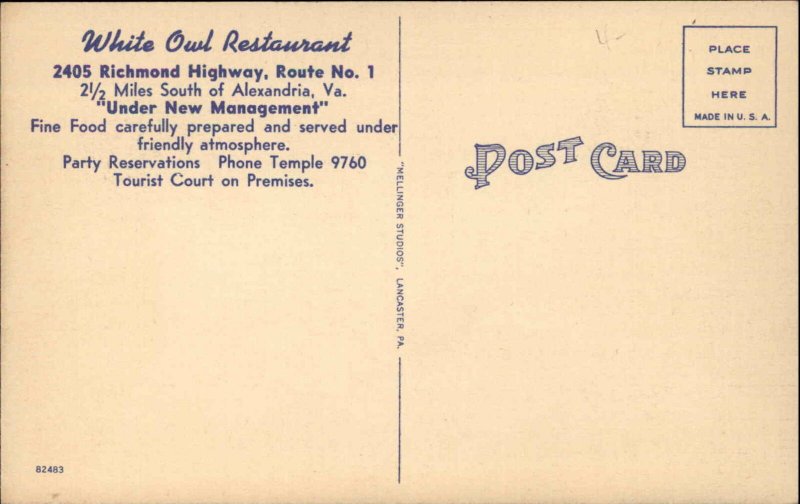 White Owl Restaurant
2405 Richmond Highway, Route No. 1
2½ Miles South of Alexandria, Va.
"Under New Management"
Fine Food carefully prepared and served under
friendly atmosphere.
Party Reservations Phone Temple 9760
Tourist Court on Premises.
82483
"MELLINGER STUDIOS", LANCASTER, PA.
4-
POST CARD
PLACE
STAMP
HERE
MADE IN U. S. A.